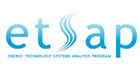 etsap
ENERGY TECHNOLOGY SYSTEMS ANALYSIS PROGRAM